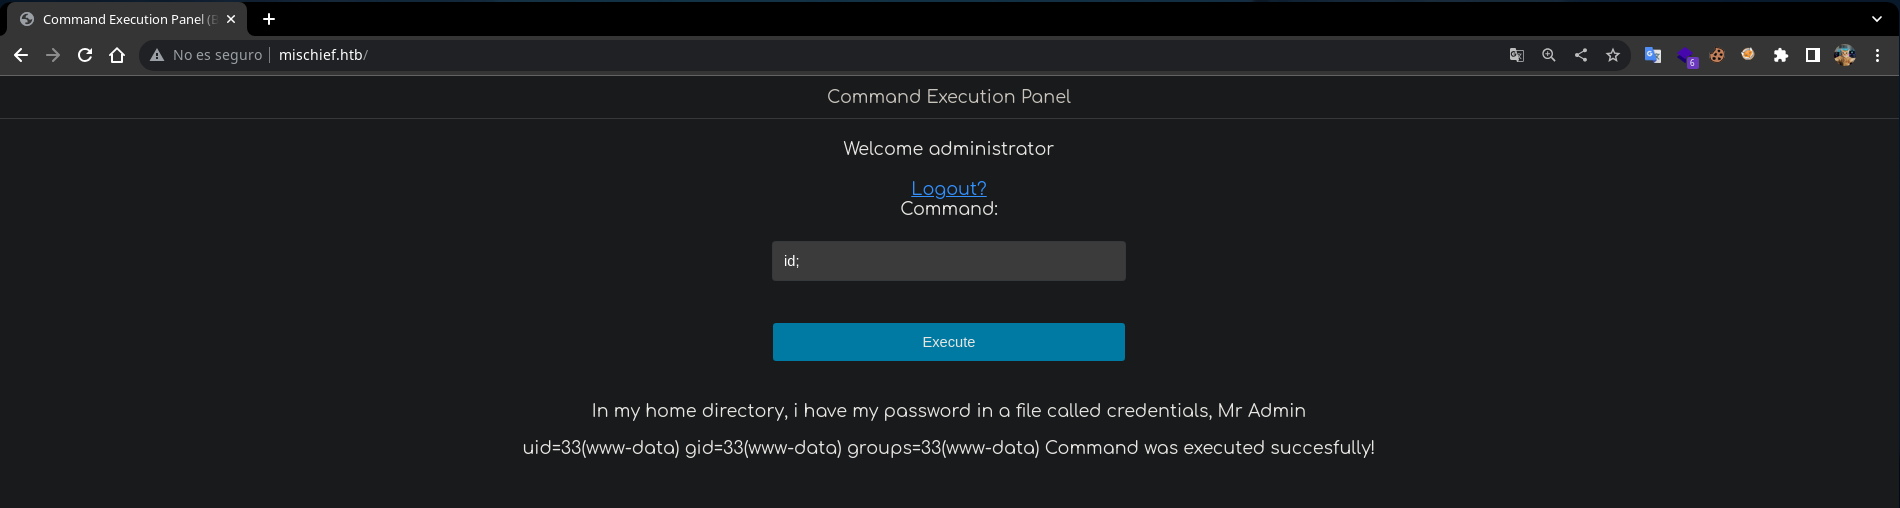 Command Execution Panel (B
No es seguro mischief.htb/
6
Command Execution Panel
Welcome administrator
Logout?
Command:
id;
Execute
In my home directory, i have my password in a file called credentials, Mr Admin
uid=33(www-data) gid=33(www-data) groups=33(www-data) Command was executed succesfully!